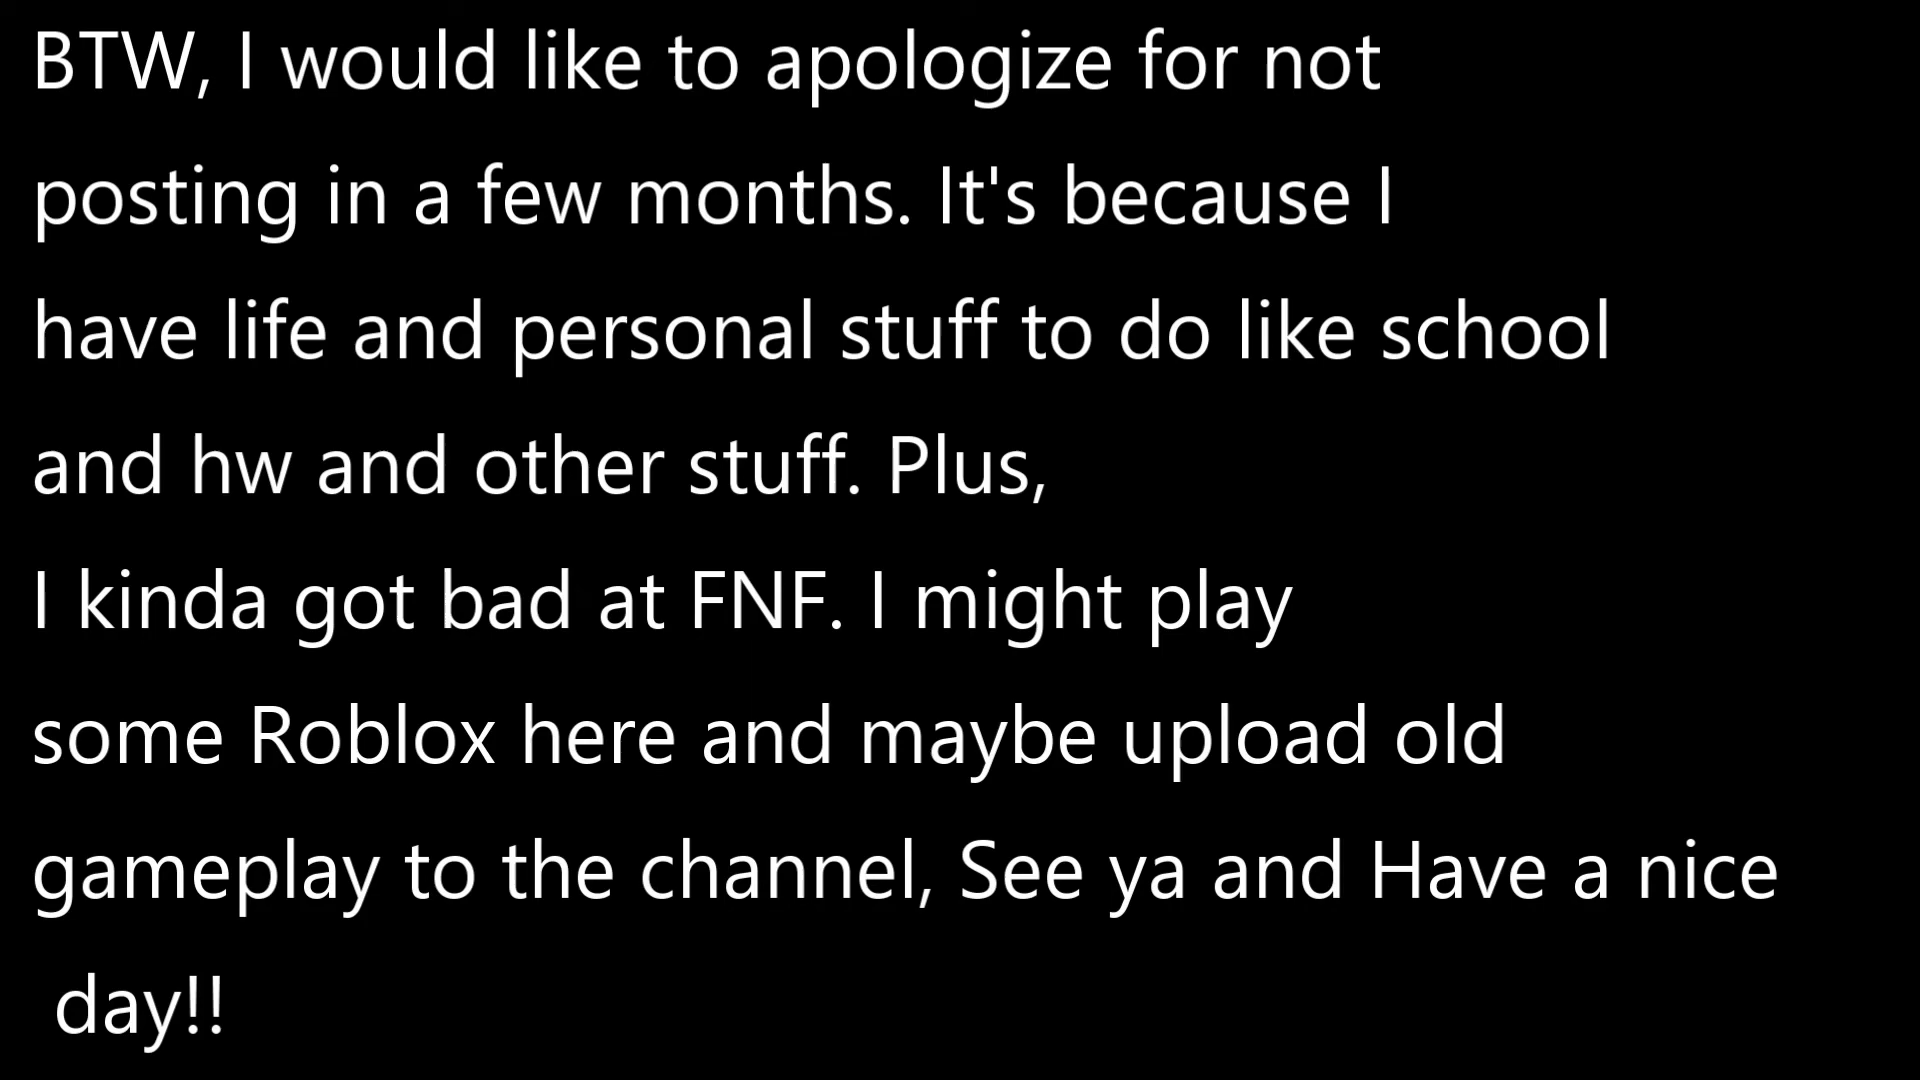 BTW, I would like to apologize for not
posting in a few months. It's because I
have life and personal stuff to do like school
and hw and other stuff. Plus,
I kinda got bad at FNF. I might play
some Roblox here and maybe upload old
gameplay to the channel, See ya and Have a nice
day!!